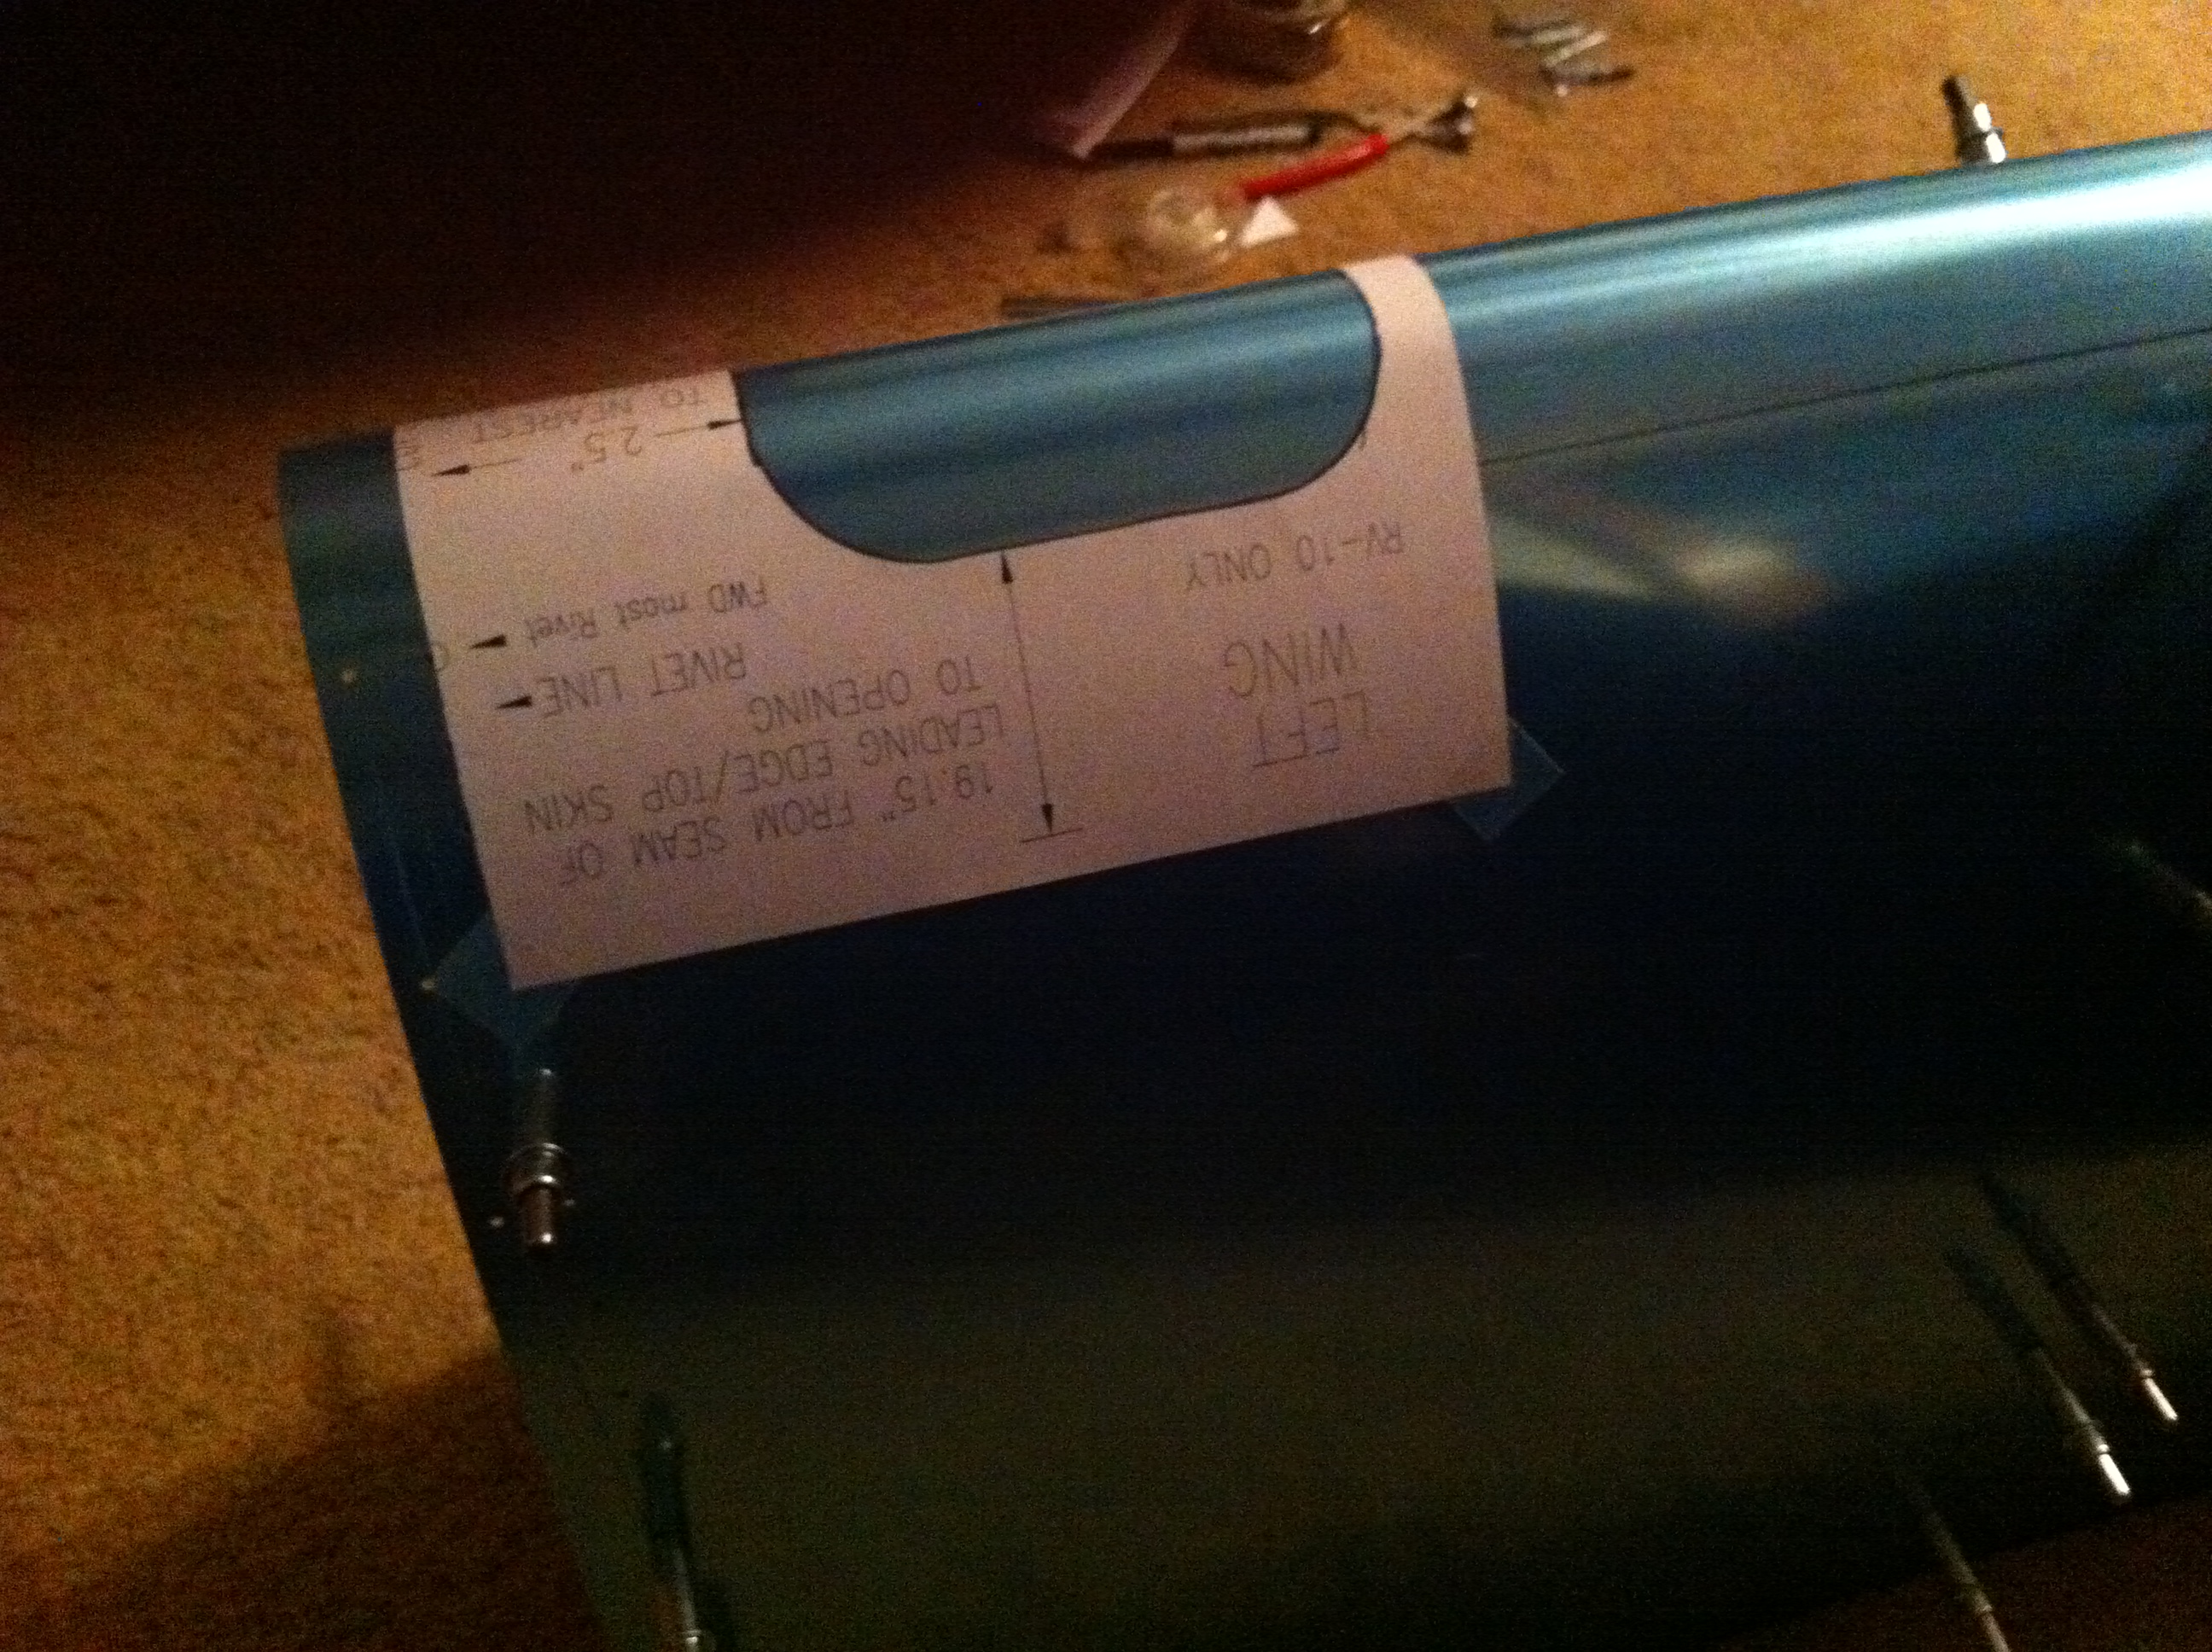 LEFT
WING
RV-10 ONLY
19.15" FROM SEAM OF
LEADING EDGE/TOP SKIN
TO OPENING
RIVET LINE
FWD most Rivet
2.5"
TO NEAREST